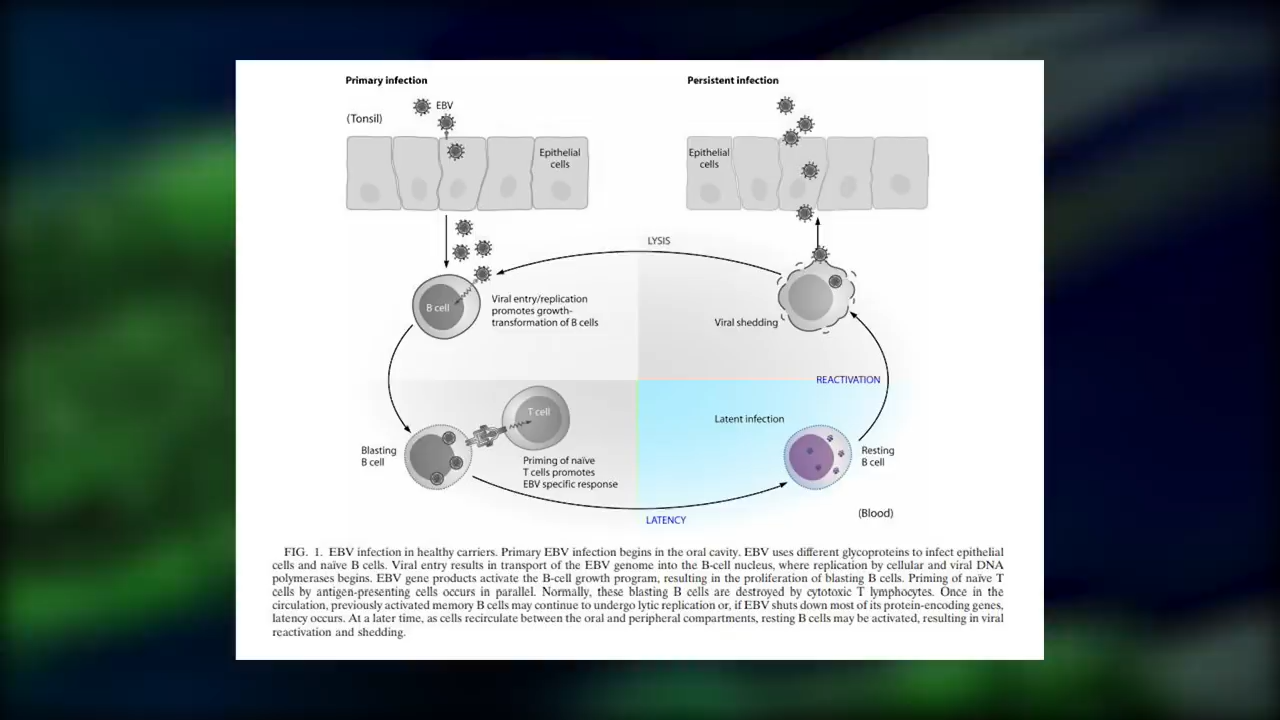 Primary infection
Persistent infection
EBV
(Tonsil)
Epithelial
cells
Epithelial
cells
LYSIS
B cell
Viral entry/replication
promotes growth-
transformation of B cells
Viral shedding
REACTIVATION
T cell
Latent infection
Blasting
B cell
Priming of naïve
T cells promotes
EBV specific response
Resting
B cell
LATENCY
(Blood)
FIG. 1. EBV infection in healthy carriers. Primary EBV infection begins in the oral cavity. EBV uses different glycoproteins to infect epithelial
cells and naïve B cells. Viral entry results in transport of the EBV genome into the B-cell nucleus, where replication by cellular and viral DNA
polymerases begins. EBV gene products activate the B-cell growth program, resulting in the proliferation of blasting B cells. Priming of naïve T
cells by antigen-presenting cells occurs in parallel. Normally, these blasting B cells are destroyed by cytotoxic T lymphocytes. Once in the
circulation, previously activated memory B cells may continue to undergo lytic replication or, if EBV shuts down most of its protein-encoding genes,
latency occurs. At a later time, as cells recirculate between the oral and peripheral compartments, resting B cells may be activated, resulting in viral
reactivation and shedding.